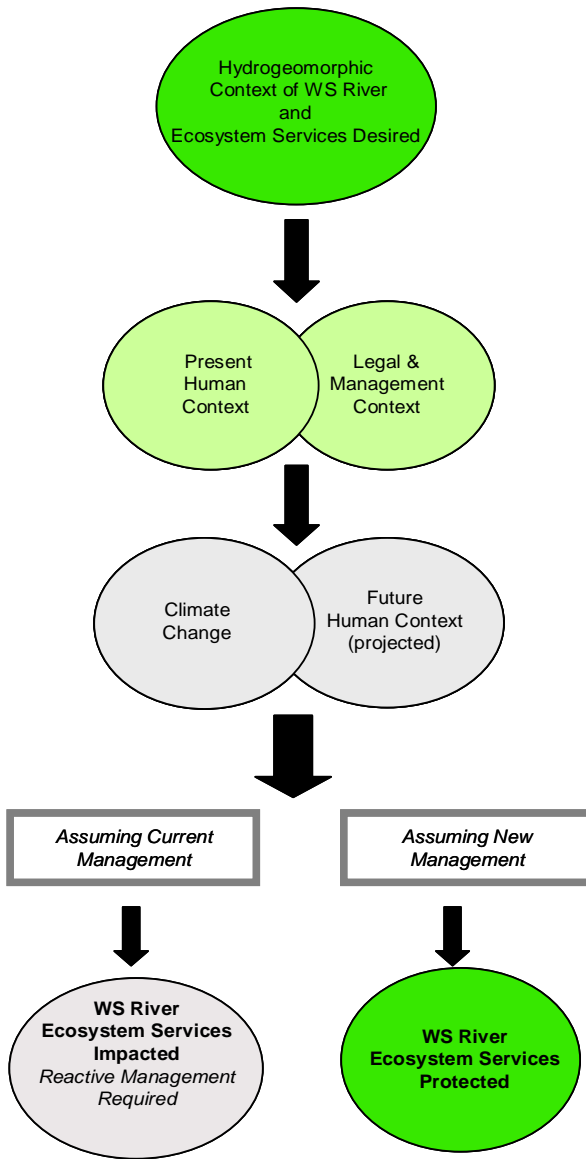 Hydrogeomorphic
Context of WS River
and
Ecosystem Services Desired
Present
Human
Context
Legal &
Management
Context
Climate
Change
Future
Human Context
(projected)
Assuming Current
Management
Assuming New
Management
WS River
Ecosystem Services
Impacted
Reactive Management
Required
WS River
Ecosystem Services
Protected